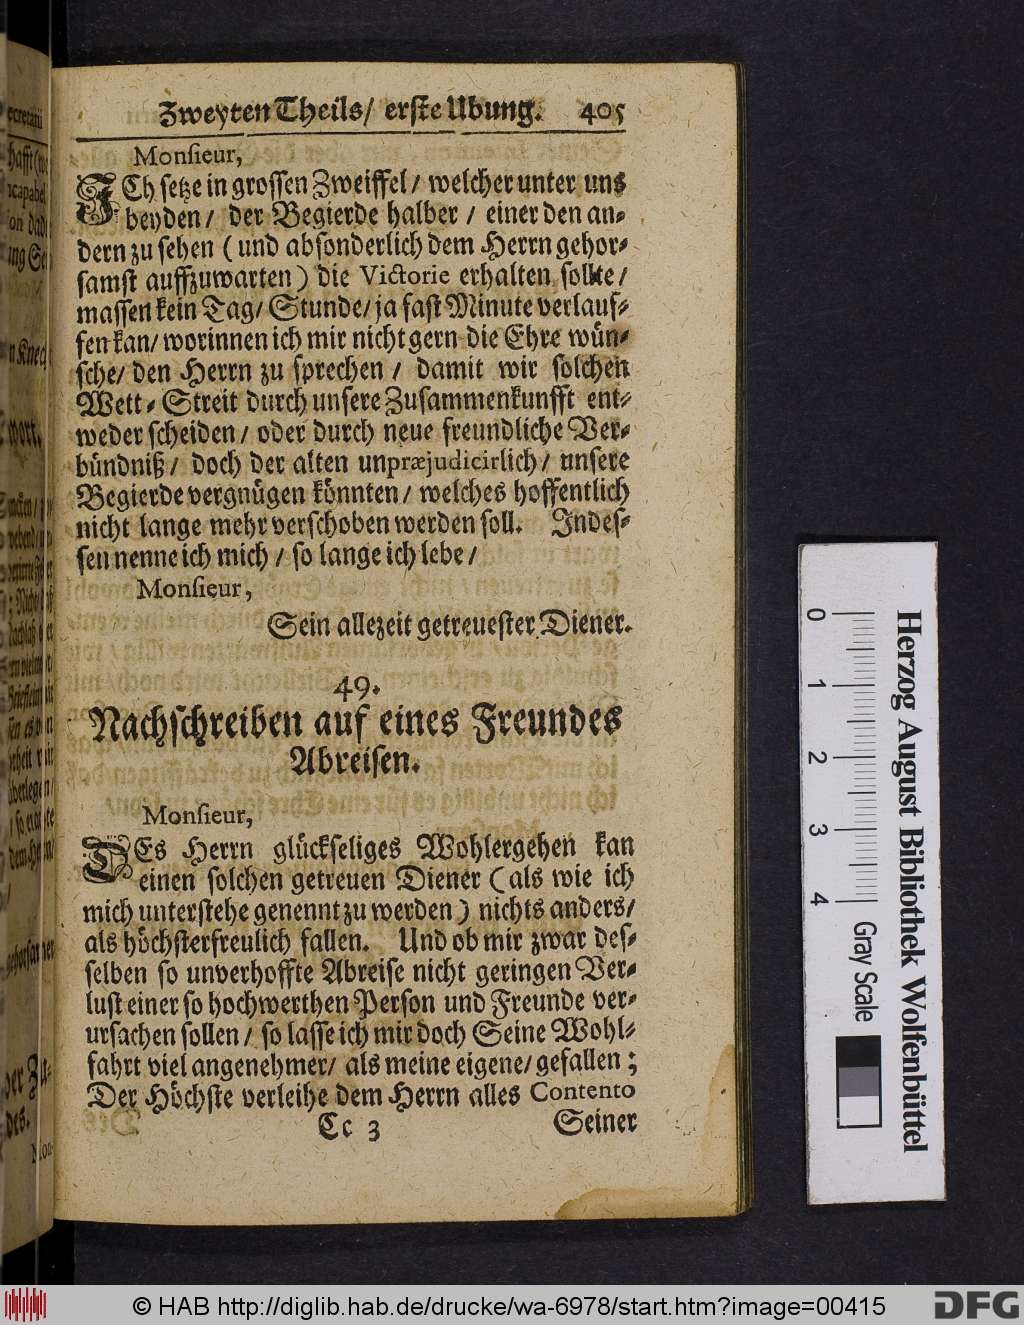 Zweyten Theils/ erste Ubung. 405
Monſieur,
ICh setze in grossen Zweiffel / welcher unter uns
beyden / der Begierde halber / einer den an-
dern zu sehen ( und absonderlich dem Herrn gehor-
samst auffzuwarten ) die Victorie erhalten sollte /
massen kein Tag/ Stunde/ ja fast Minute verlauf-
fen kan/ worinnen ich mir nicht gern die Ehre wün-
sche/ den Herrn zu sprechen / damit wir solchen
Wett-Streit durch unsere Zusammenkunfft ent-
weder scheiden / oder durch neue freundliche Ver-
bündniß / doch der alten unpræjudicirlich / unsere
Begierde vergnügen könnten / welches hoffentlich
nicht lange mehr verschoben werden soll. Indes-
sen nenne ich mich / so lange ich lebe /
Monſieur,
Sein allezeit getreuester Diener.
49.
Nachschreiben auf eines Freundes
Abreisen.
Monſieur,
DEs Herrn glückseliges Wohlergehen kan
einen solchen getreuen Diener ( als wie ich
mich unterstehe genennt zu werden ) nichts anders/
als höchsterfreulich fallen. Und ob mir zwar des-
selben so unverhoffte Abreise nicht geringen Ver-
lust einer so hochwerthen Person und Freunde ver-
ursachen sollen / so lasse ich mir doch Seine Wohl-
fahrt viel angenehmer/ als meine eigene/ gefallen ;
Der Höchste verleihe dem Herrn alles Contento
Cc 3 Seiner
Herzog August Bibliothek Wolfenbüttel
0 1 2 3 4 Gray Scale
© HAB http://diglib.hab.de/drucke/wa-6978/start.htm?image=00415 DFG